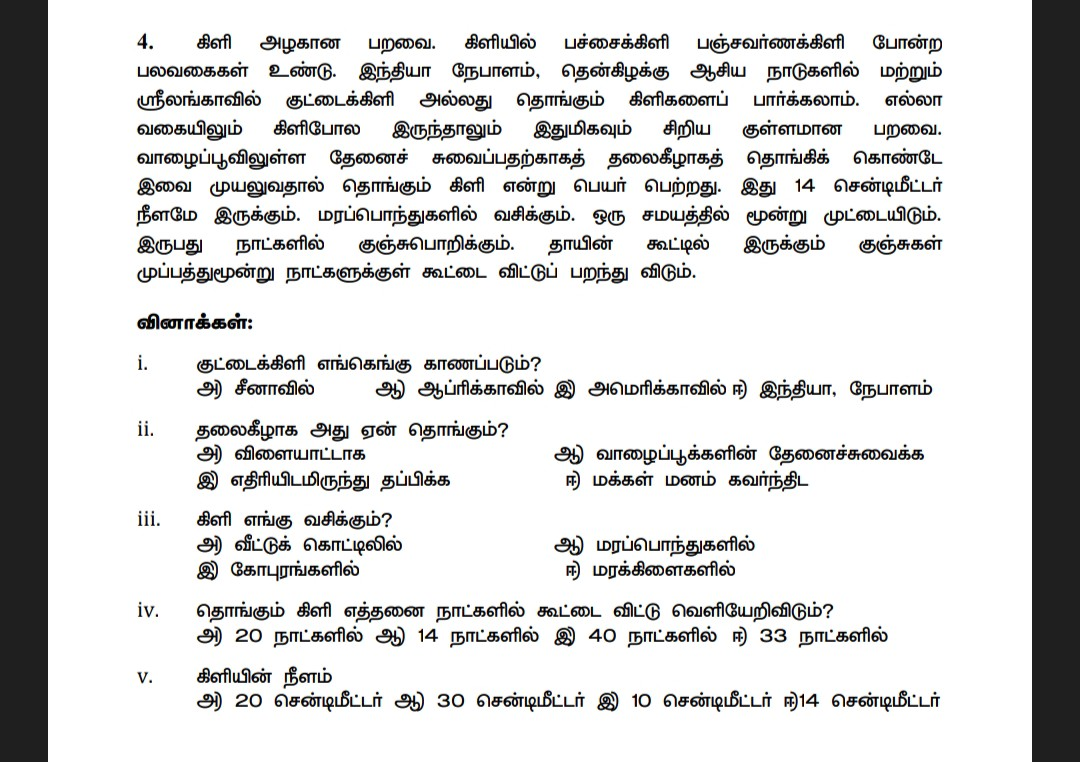 4. கிளி அழகான பறவை. கிளியில் பச்சைக்கிளி பஞ்சவர்ணக்கிளி போன்ற
பலவகைகள் உண்டு. இந்தியா நேபாளம், தென்கிழக்கு ஆசிய நாடுகளில் மற்றும்
ஸ்ரீலங்காவில் குட்டைக்கிளி அல்லது தொங்கும் கிளிகளைப் பார்க்கலாம். எல்லா
வகையிலும் கிளிபோல இருந்தாலும் இதுமிகவும் சிறிய குள்ளமான பறவை.
வாழைப்பூவிலுள்ள தேனைச் சுவைப்பதற்காகத் தலைகீழாகத் தொங்கிக் கொண்டே
இவை முயலுவதால் தொங்கும் கிளி என்று பெயர் பெற்றது. இது 14 சென்டிமீட்டர்
நீளமே இருக்கும். மரப்பொந்துகளில் வசிக்கும். ஒரு சமயத்தில் மூன்று முட்டையிடும்.
இருபது நாட்களில் குஞ்சுபொறிக்கும். தாயின் கூட்டில் இருக்கும் குஞ்சுகள்
முப்பத்துமூன்று நாட்களுக்குள் கூட்டை விட்டுப் பறந்து விடும்.
வினாக்கள்:
i. குட்டைக்கிளி எங்கெங்கு காணப்படும்?
அ) சீனாவில் ஆ) ஆப்ரிக்காவில் இ) அமெரிக்காவில் ஈ) இந்தியா, நேபாளம்
ii. தலைகீழாக அது ஏன் தொங்கும்?
அ) விளையாட்டாக ஆ) வாழைப்பூக்களின் தேனைச்சுவைக்க
இ) எதிரியிடமிருந்து தப்பிக்க ஈ) மக்கள் மனம் கவர்ந்திட
iii. கிளி எங்கு வசிக்கும்?
அ) வீட்டுக் கொட்டிலில் ஆ) மரப்பொந்துகளில்
இ) கோபுரங்களில் ஈ) மரக்கிளைகளில்
iv. தொங்கும் கிளி எத்தனை நாட்களில் கூட்டை விட்டு வெளியேறிவிடும்?
அ) 20 நாட்களில் ஆ) 14 நாட்களில் இ) 40 நாட்களில் ஈ) 33 நாட்களில்
v. கிளியின் நீளம்
அ) 20 சென்டிமீட்டர் ஆ) 30 சென்டிமீட்டர் இ) 10 சென்டிமீட்டர் ஈ)14 சென்டிமீட்டர்